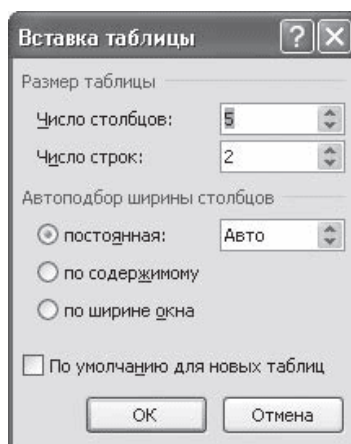 Вставка таблицы
Размер таблицы
Число столбцов: 5
Число строк: 2
Автоподбор ширины столбцов
постоянная: Авто
по содержимому
по ширине окна
По умолчанию для новых таблиц
ОК Отмена